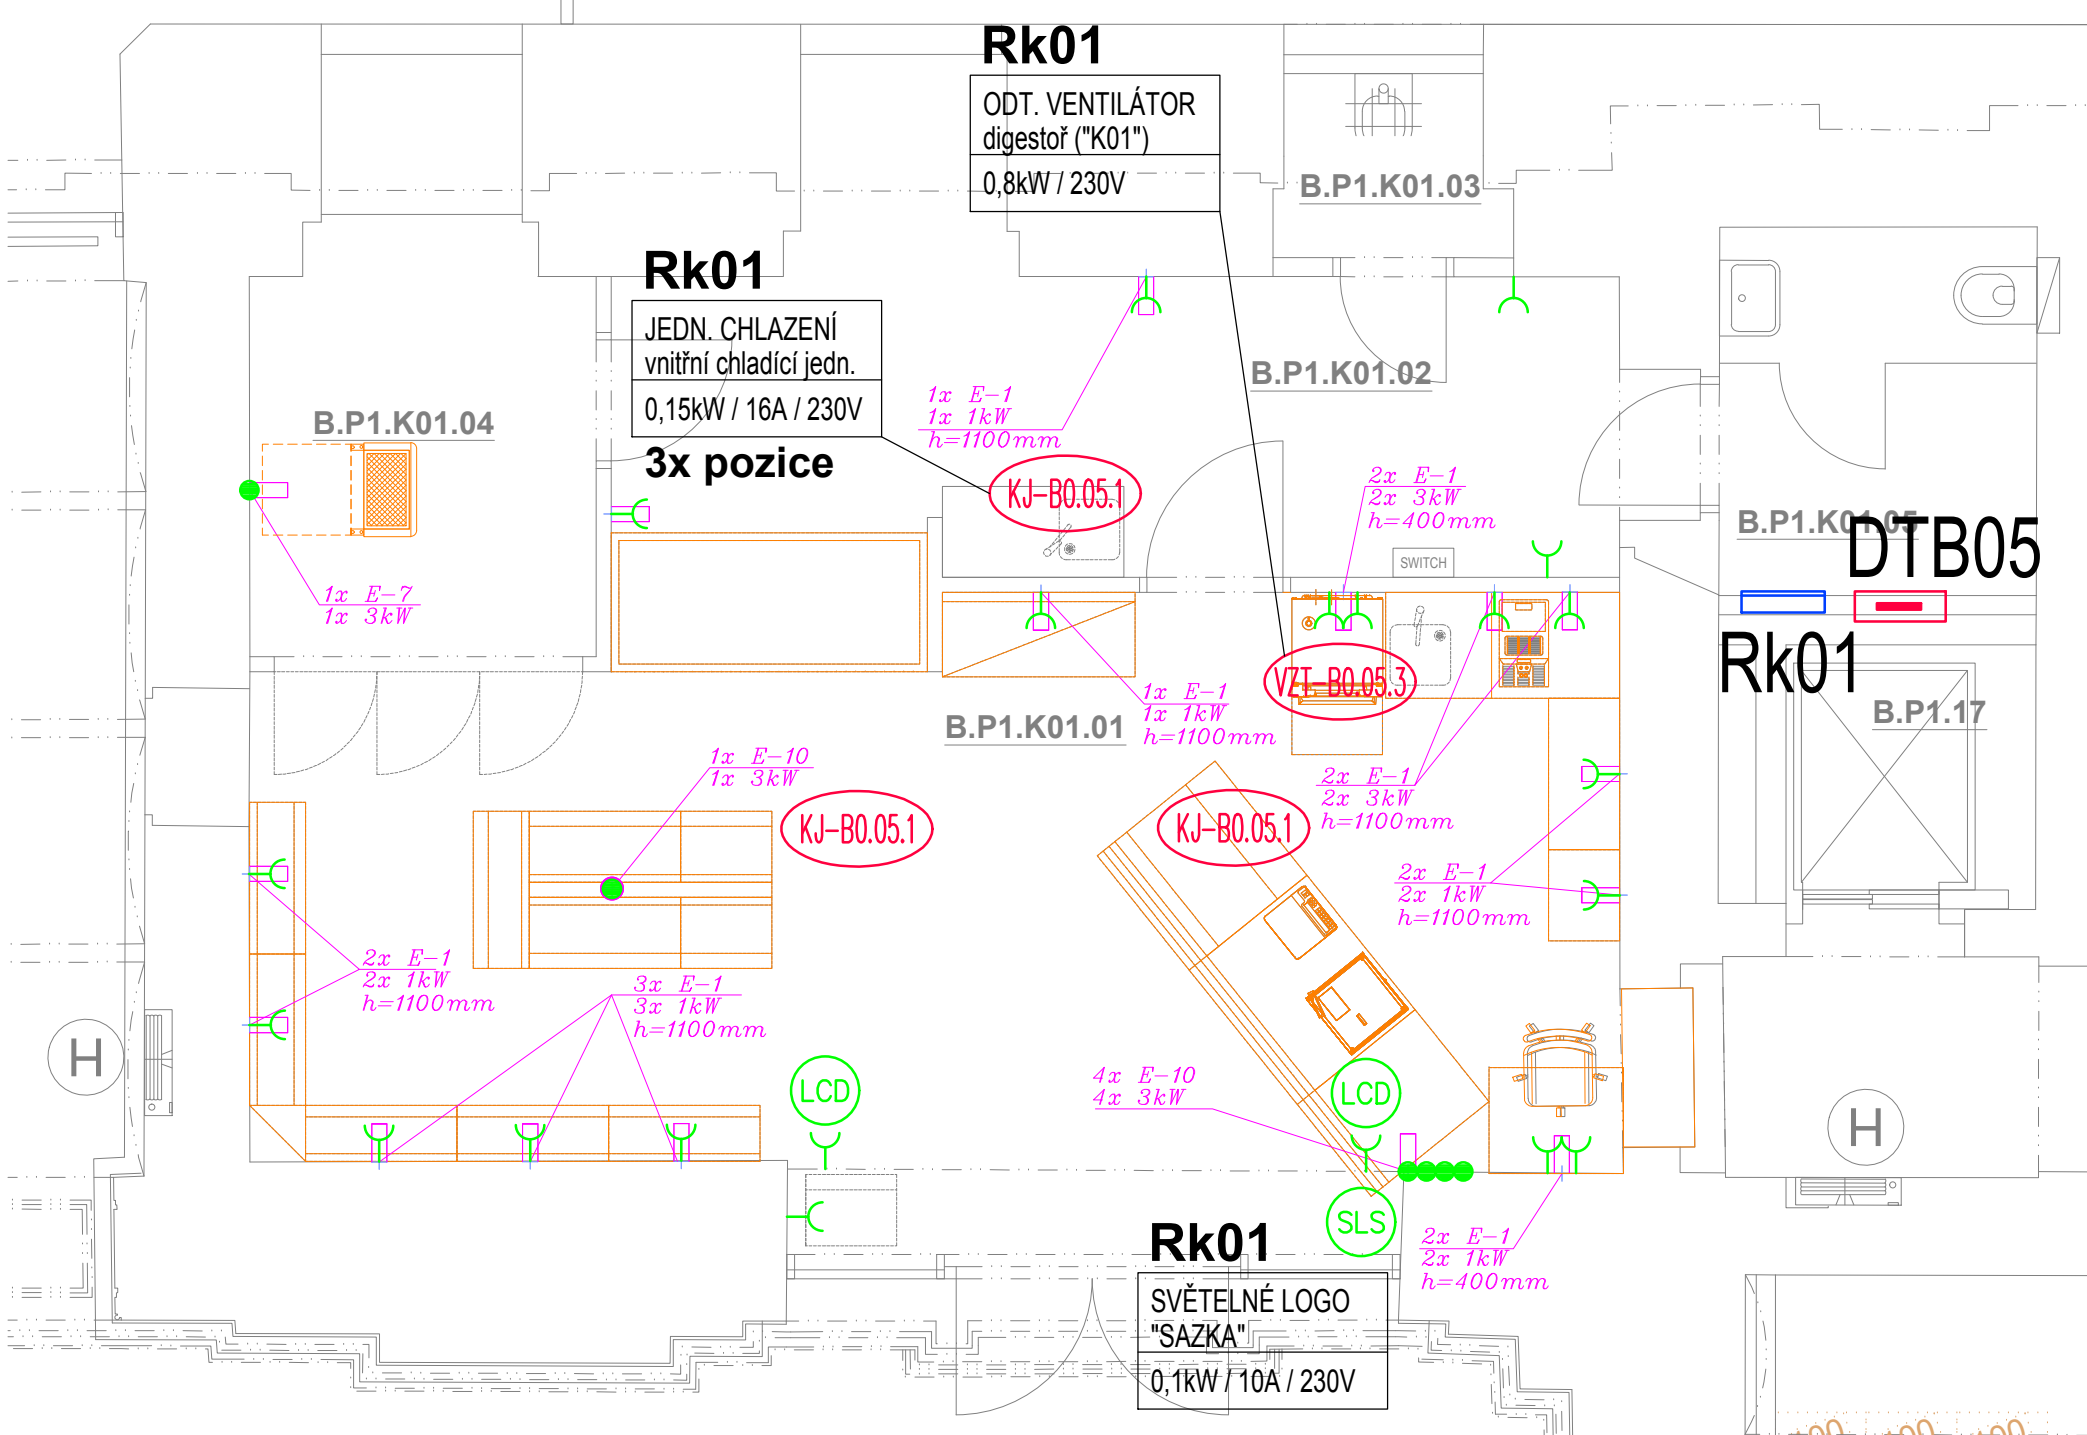 Rk01
ODT. VENTILÁTOR
digestoř ("K01")
0,8kW / 230V
B.P1.K01.03
Rk01
JEDN. CHLAZENÍ
vnitřní chladící jedn.
0,15kW / 16A / 230V
3x pozice
1x E-1
1x 1kW
h=1100mm
B.P1.K01.02
B.P1.K01.04
KJ-B0.05.1
2x E-1
2x 3kW
h=400mm
SWITCH
B.P1.K01.05
DTB05
1x E-7
1x 3kW
Rk01
VZT-B0.05.3
B.P1.17
1x E-1
1x 1kW
h=1100mm
B.P1.K01.01
1x E-10
1x 3kW
2x E-1
2x 3kW
h=1100mm
KJ-B0.05.1
KJ-B0.05.1
2x E-1
2x 1kW
h=1100mm
2x E-1
2x 1kW
h=1100mm
3x E-1
3x 1kW
h=1100mm
H
LCD
4x E-10
4x 3kW
LCD
H
SLS
Rk01
SVĚTELNÉ LOGO
"SAZKA"
0,1kW / 10A / 230V
2x E-1
2x 1kW
h=400mm